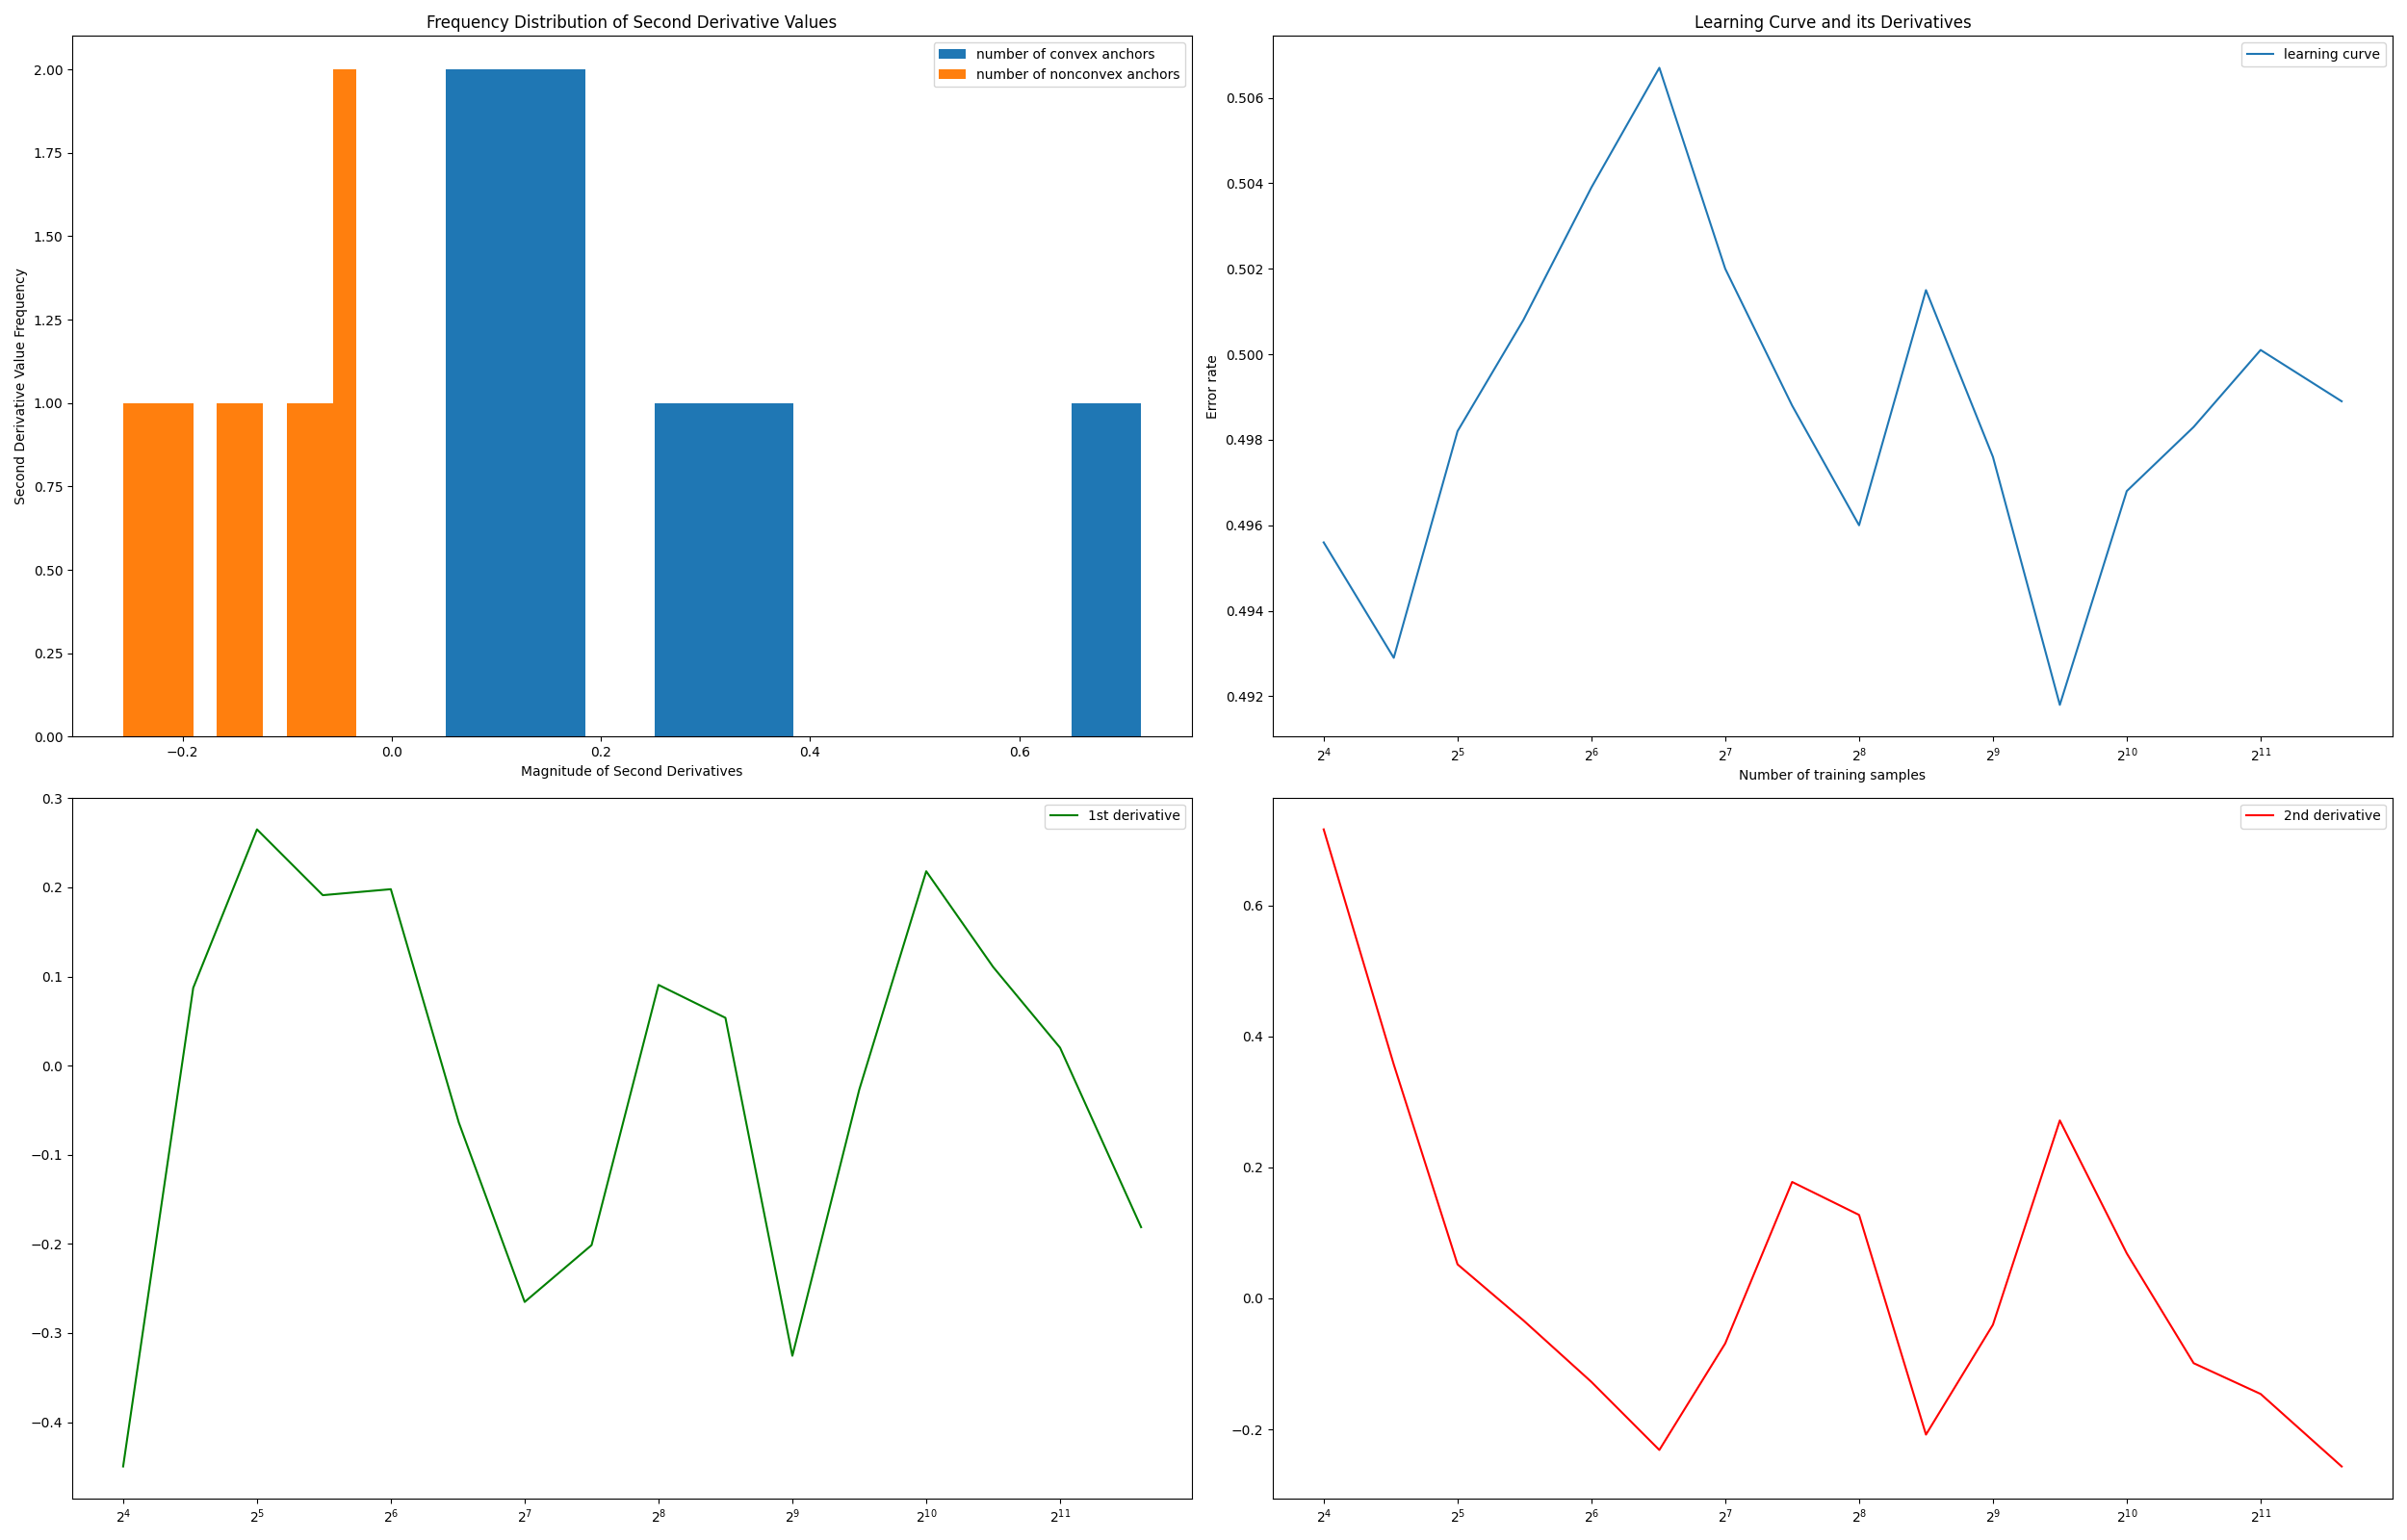 Frequency Distribution of Second Derivative Values
number of convex anchors
number of nonconvex anchors
Second Derivative Value Frequency
2.00
1.75
1.50
1.25
1.00
0.75
0.50
0.25
0.00
−0.2 0.0 0.2 0.4 0.6
Magnitude of Second Derivatives
Learning Curve and its Derivatives
learning curve
Error rate
0.506
0.504
0.502
0.500
0.498
0.496
0.494
0.492
2⁴ 2⁵ 2⁶ 2⁷ 2⁸ 2⁹ 2¹⁰ 2¹¹
Number of training samples
1st derivative
0.3
0.2
0.1
0.0
−0.1
−0.2
−0.3
−0.4
2⁴ 2⁵ 2⁶ 2⁷ 2⁸ 2⁹ 2¹⁰ 2¹¹
2nd derivative
0.6
0.4
0.2
0.0
−0.2
2⁴ 2⁵ 2⁶ 2⁷ 2⁸ 2⁹ 2¹⁰ 2¹¹